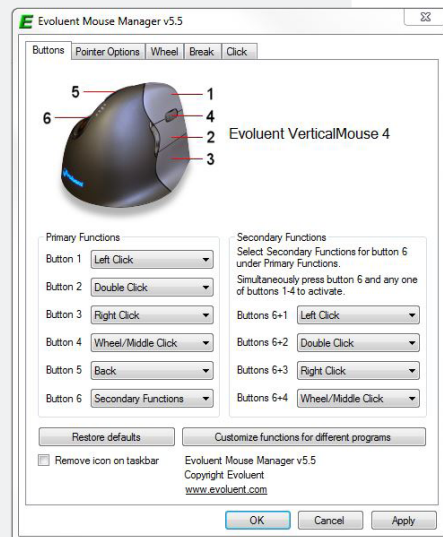 Evoluent Mouse Manager v5.5
Buttons Pointer Options Wheel Break Click
5 1
6 4
2
3
Evoluent VerticalMouse 4
Primary Functions
Button 1 Left Click
Button 2 Double Click
Button 3 Right Click
Button 4 Wheel/Middle Click
Button 5 Back
Button 6 Secondary Functions
Secondary Functions
Select Secondary Functions for button 6
under Primary Functions.
Simultaneously press button 6 and any one
of buttons 1-4 to activate.
Buttons 6+1 Left Click
Buttons 6+2 Double Click
Buttons 6+3 Right Click
Buttons 6+4 Wheel/Middle Click
Restore defaults Customize functions for different programs
Remove icon on taskbar
Evoluent Mouse Manager v5.5
Copyright Evoluent
www.evoluent.com
OK Cancel Apply